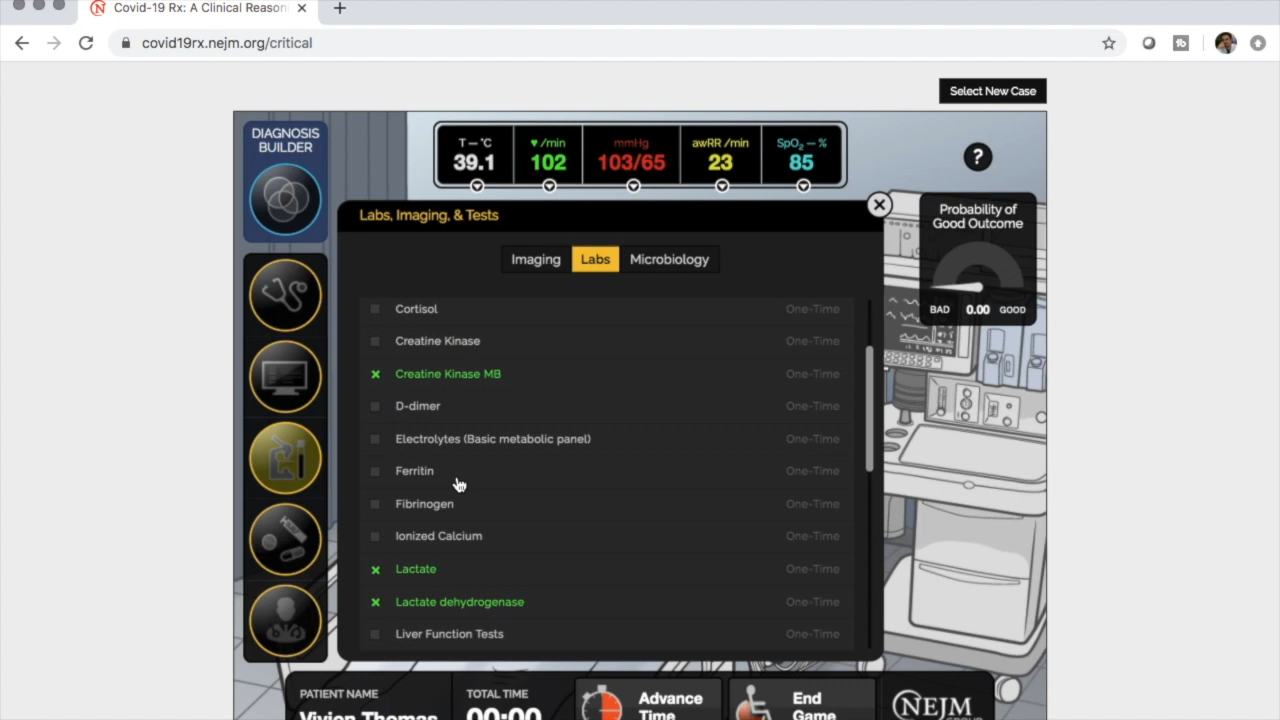 Covid-19 Rx: A Clinical Reason
covid19rx.nejm.org/critical
Select New Case
DIAGNOSIS
BUILDER
T—°C
39.1
♥/min
102
mmHg
103/65
awRR/min
23
SpO₂—%
85
?
Labs, Imaging, & Tests
Imaging
Labs
Microbiology
Probability of
Good Outcome
BAD
0.00
GOOD
Cortisol One-Time
Creatine Kinase One-Time
Creatine Kinase MB One-Time
D-dimer One-Time
Electrolytes (Basic metabolic panel) One-Time
Ferritin One-Time
Fibrinogen One-Time
Ionized Calcium One-Time
Lactate One-Time
Lactate dehydrogenase One-Time
Liver Function Tests One-Time
PATIENT NAME
Vivien Thomas
TOTAL TIME
00:00
Advance
Time
End
Game
NEJM